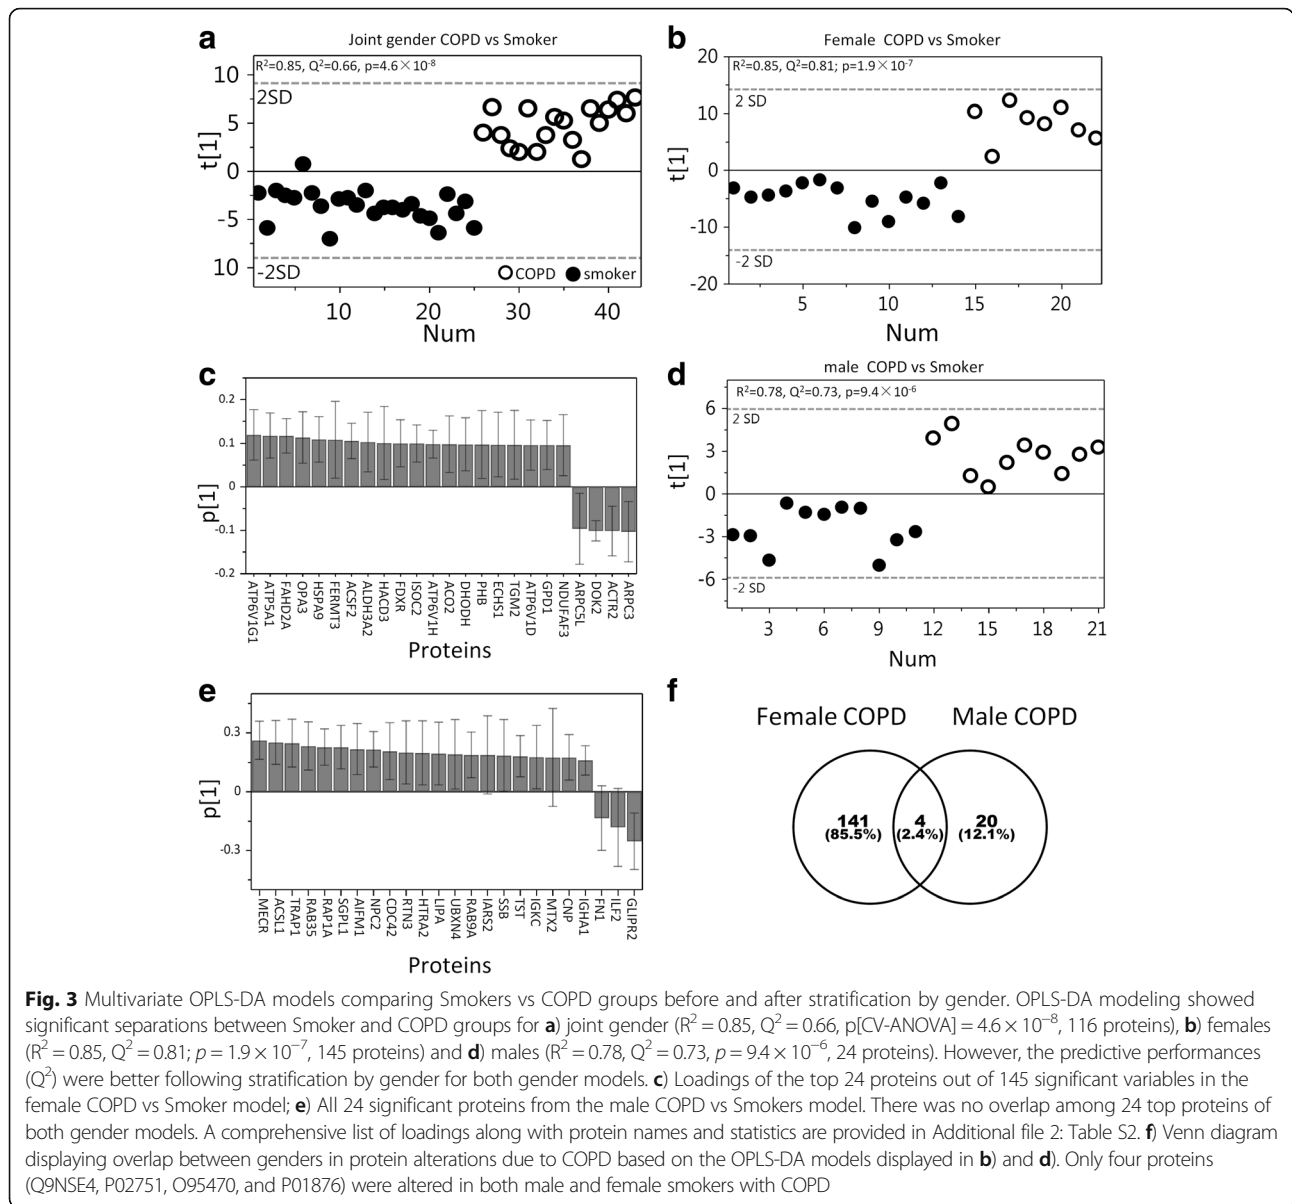 a
Joint gender COPD vs Smoker
R²=0.85, Q²=0.66, p=4.6×10⁻⁸
2SD
-2SD
COPD
smoker
t[1]
10
5
0
-5
10
10
20
30
40
Num
b
Female COPD vs Smoker
R²=0.85, Q²=0.81; p=1.9×10⁻⁷
2 SD
-2 SD
t[1]
20
10
0
-10
-20
5
10
15
20
Num
c
p[1]
0.2
0.1
0
-0.1
-0.2
ATP6V1G1
ATP5A1
FAHD2A
OPA3
HSPA9
FERMT3
ACSF2
ALDH3A2
HACD3
FDXR
ISOC2
ATP6V1H
ACO2
DHODH
PHB
ECHS1
TGM2
ATP6V1D
GPD1
NDUFAF3
ARPC5L
DOK2
ACTR2
ARPC3
Proteins
d
male COPD vs Smoker
R²=0.78, Q²=0.73, p=9.4×10⁻⁶
2 SD
-2 SD
t[1]
6
3
0
-3
-6
3
6
9
12
15
18
21
Num
e
p[1]
0.3
0
-0.3
MECR
ACSL1
TRAP1
RAB35
RAP1A
SGPL1
AIFM1
NPC2
CDC42
RTN3
HTRA2
LIPA
UBXN4
RAB9A
IARS2
SSB
TST
IGKC
MTX2
CNP
IGHA1
FN1
ILF2
GLIPR2
Proteins
f
Female COPD
Male COPD
141
(85.5%)
4
(2.4%)
20
(12.1%)
Fig. 3 Multivariate OPLS-DA models comparing Smokers vs COPD groups before and after stratification by gender. OPLS-DA modeling showed
significant separations between Smoker and COPD groups for a) joint gender (R² = 0.85, Q² = 0.66, p[CV-ANOVA] = 4.6 × 10⁻⁸, 116 proteins), b) females
(R² = 0.85, Q² = 0.81; p = 1.9 × 10⁻⁷, 145 proteins) and d) males (R² = 0.78, Q² = 0.73, p = 9.4 × 10⁻⁶, 24 proteins). However, the predictive performances
(Q²) were better following stratification by gender for both gender models. c) Loadings of the top 24 proteins out of 145 significant variables in the
female COPD vs Smoker model; e) All 24 significant proteins from the male COPD vs Smokers model. There was no overlap among 24 top proteins of
both gender models. A comprehensive list of loadings along with protein names and statistics are provided in Additional file 2: Table S2. f) Venn diagram
displaying overlap between genders in protein alterations due to COPD based on the OPLS-DA models displayed in b) and d). Only four proteins
(Q9NSE4, P02751, O95470, and P01876) were altered in both male and female smokers with COPD